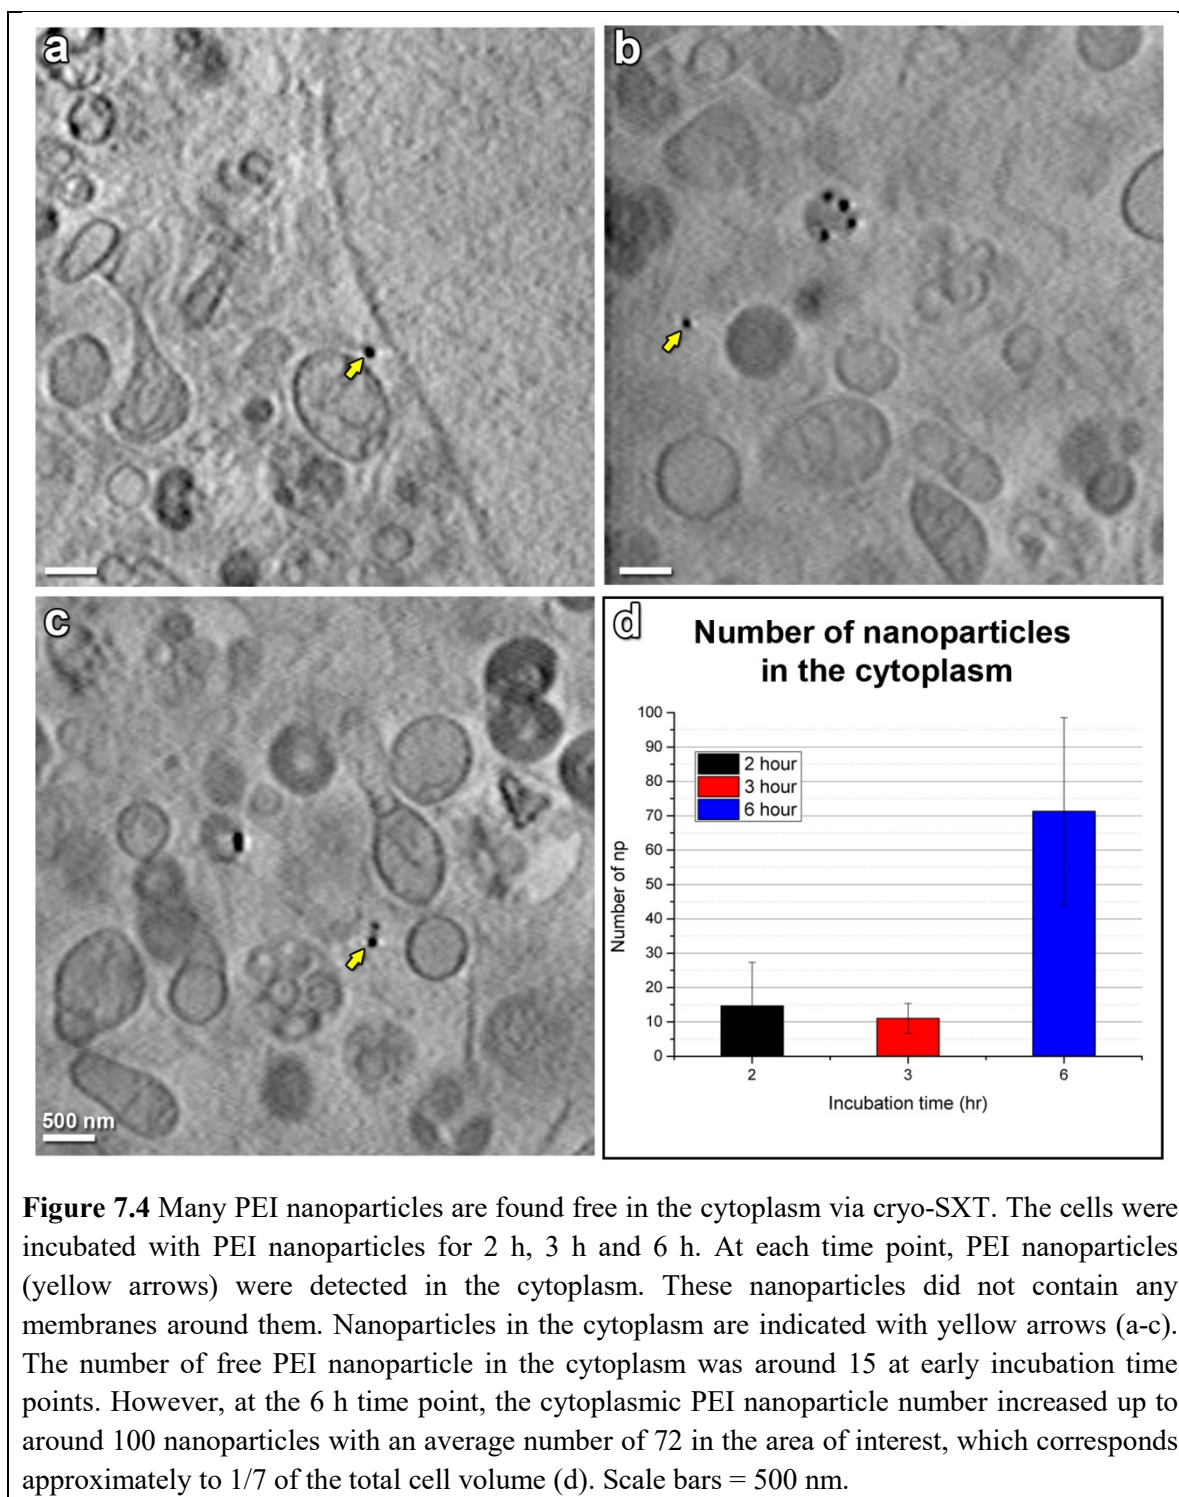 a
b
c
500 nm
d
Number of nanoparticles
in the cytoplasm
100
90
80
70
60
50
40
30
20
10
0
Number of np
2 hour
3 hour
6 hour
2
3
6
Incubation time (hr)
Figure 7.4 Many PEI nanoparticles are found free in the cytoplasm via cryo-SXT. The cells were
incubated with PEI nanoparticles for 2 h, 3 h and 6 h. At each time point, PEI nanoparticles
(yellow arrows) were detected in the cytoplasm. These nanoparticles did not contain any
membranes around them. Nanoparticles in the cytoplasm are indicated with yellow arrows (a-c).
The number of free PEI nanoparticle in the cytoplasm was around 15 at early incubation time
points. However, at the 6 h time point, the cytoplasmic PEI nanoparticle number increased up to
around 100 nanoparticles with an average number of 72 in the area of interest, which corresponds
approximately to 1/7 of the total cell volume (d). Scale bars = 500 nm.